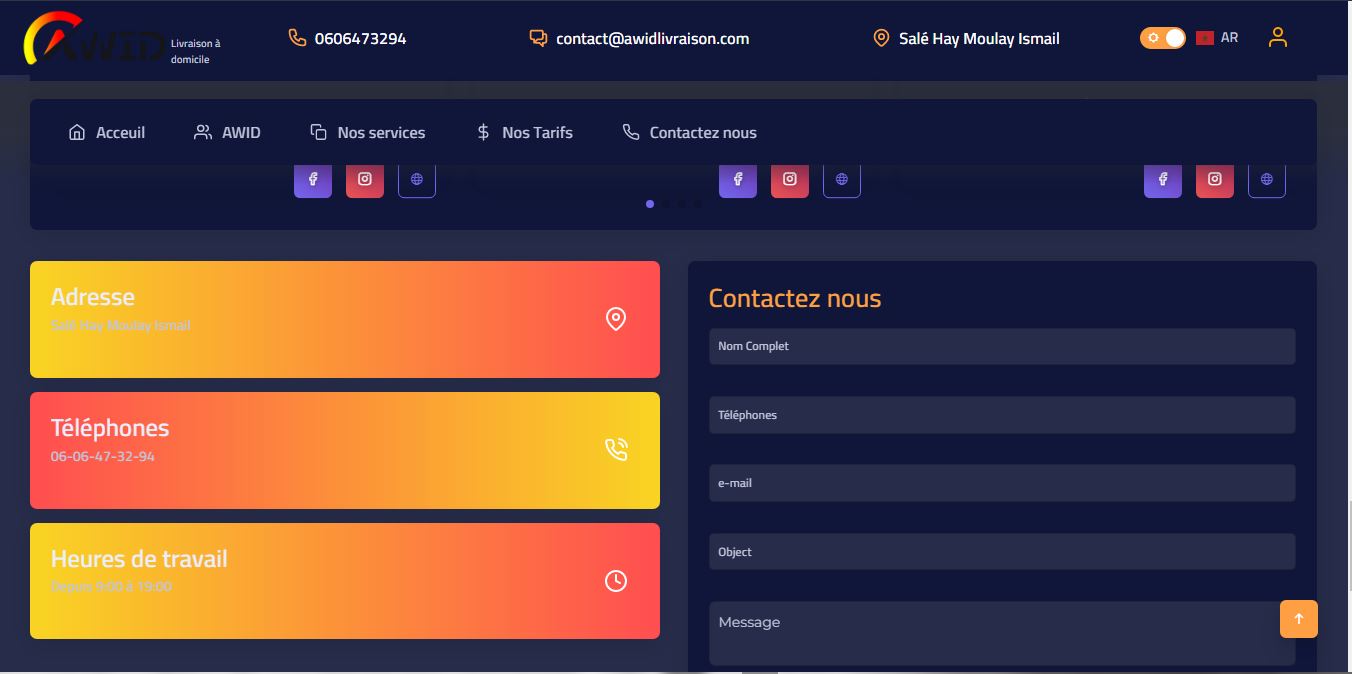 AWID
Livraison à
domicile
0606473294
contact@awidlivraison.com
Salé Hay Moulay Ismail
AR
Acceuil
AWID
Nos services
Nos Tarifs
Contactez nous
Adresse
Salé Hay Moulay Ismail
Téléphones
06-06-47-32-94
Heures de travail
Depuis 9:00 à 19:00
Contactez nous
Nom Complet
Téléphones
e-mail
Object
Message